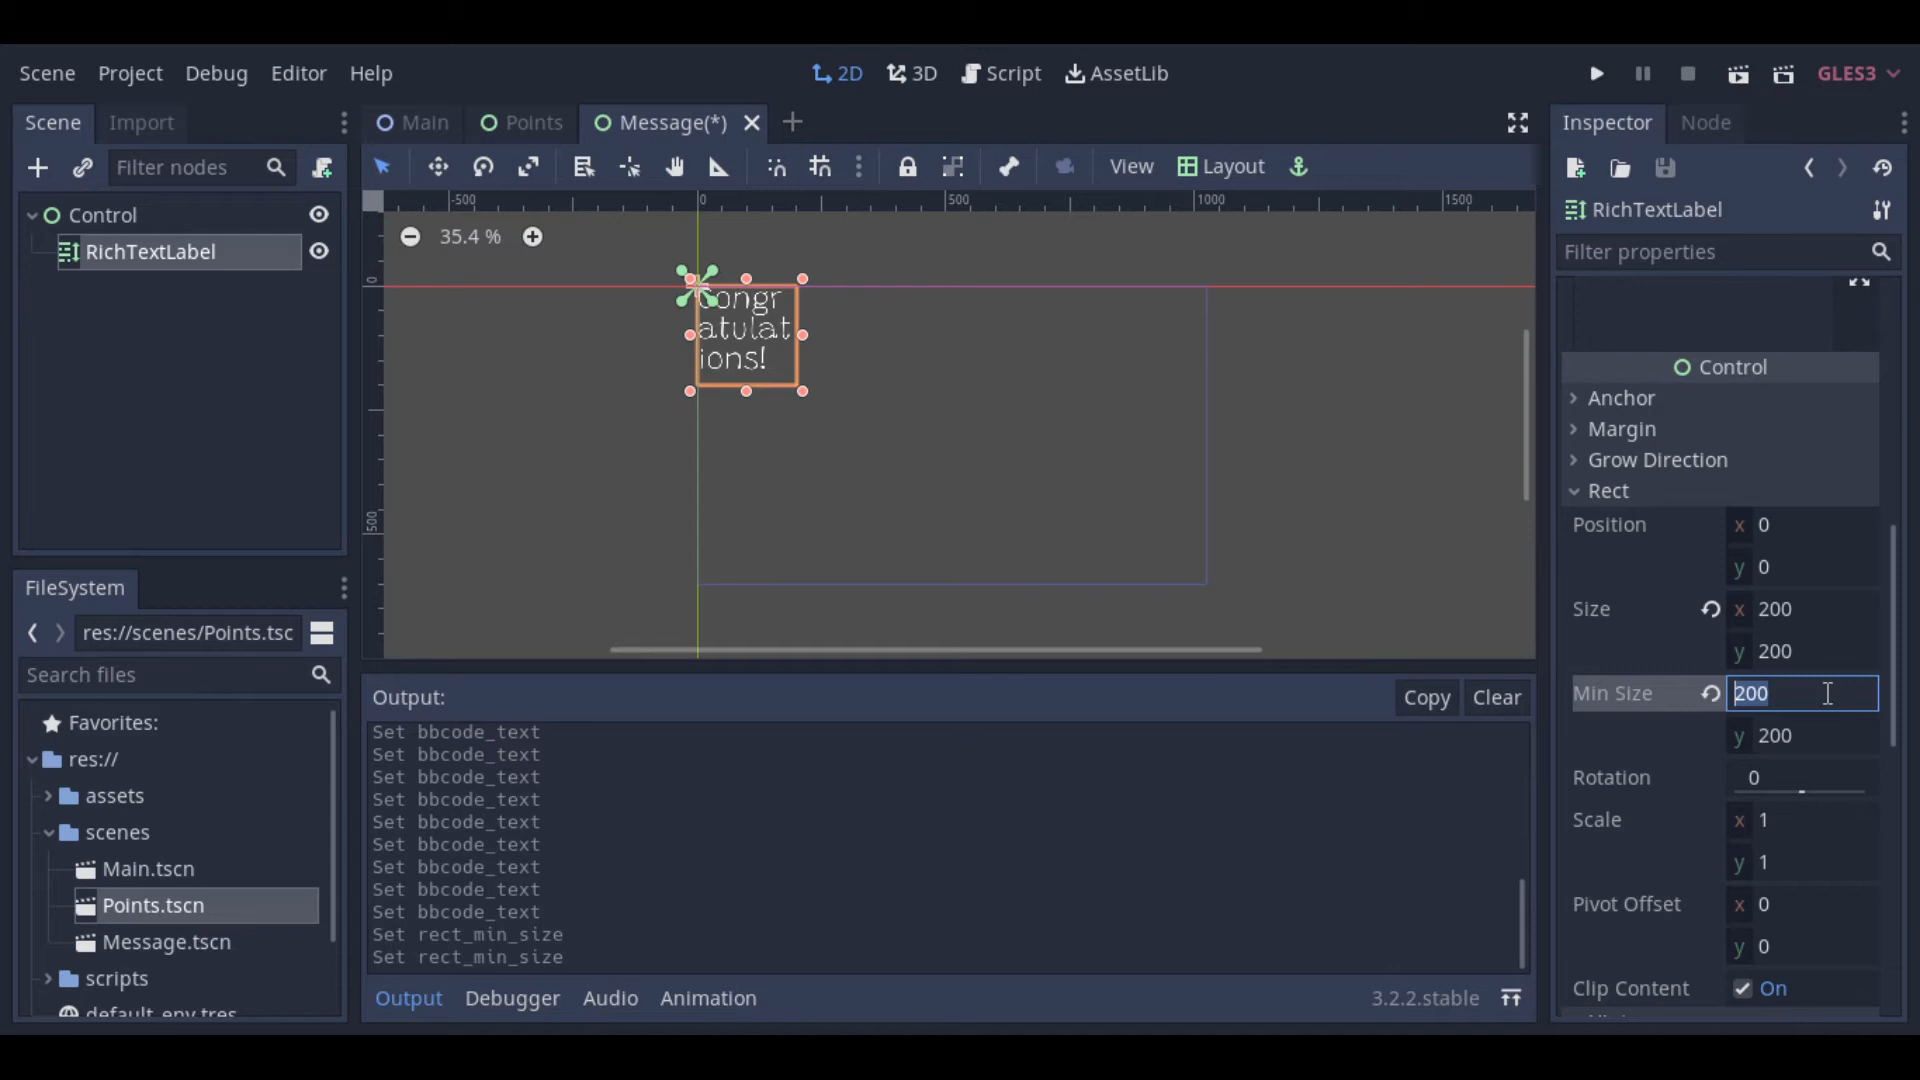 Scene Project Debug Editor Help 2D 3D Script AssetLib GLES3
Scene Import
Filter nodes
Control
RichTextLabel
FileSystem
res://scenes/Points.tsc
Search files
Favorites:
res://
assets
scenes
Main.tscn
Points.tscn
Message.tscn
scripts
default_env.tres
Main Points Message(*)
View Layout
-500 0 500 1000 1500
0
500
35.4 %
Congr
atulat
ions!
Output: Copy Clear
Set bbcode_text
Set bbcode_text
Set bbcode_text
Set bbcode_text
Set bbcode_text
Set bbcode_text
Set bbcode_text
Set bbcode_text
Set bbcode_text
Set rect_min_size
Set rect_min_size
Output Debugger Audio Animation 3.2.2.stable
Inspector Node
RichTextLabel
Filter properties
Control
Anchor
Margin
Grow Direction
Rect
Position x 0
y 0
Size x 200
y 200
Min Size 200
y 200
Rotation 0
Scale x 1
y 1
Pivot Offset x 0
y 0
Clip Content On